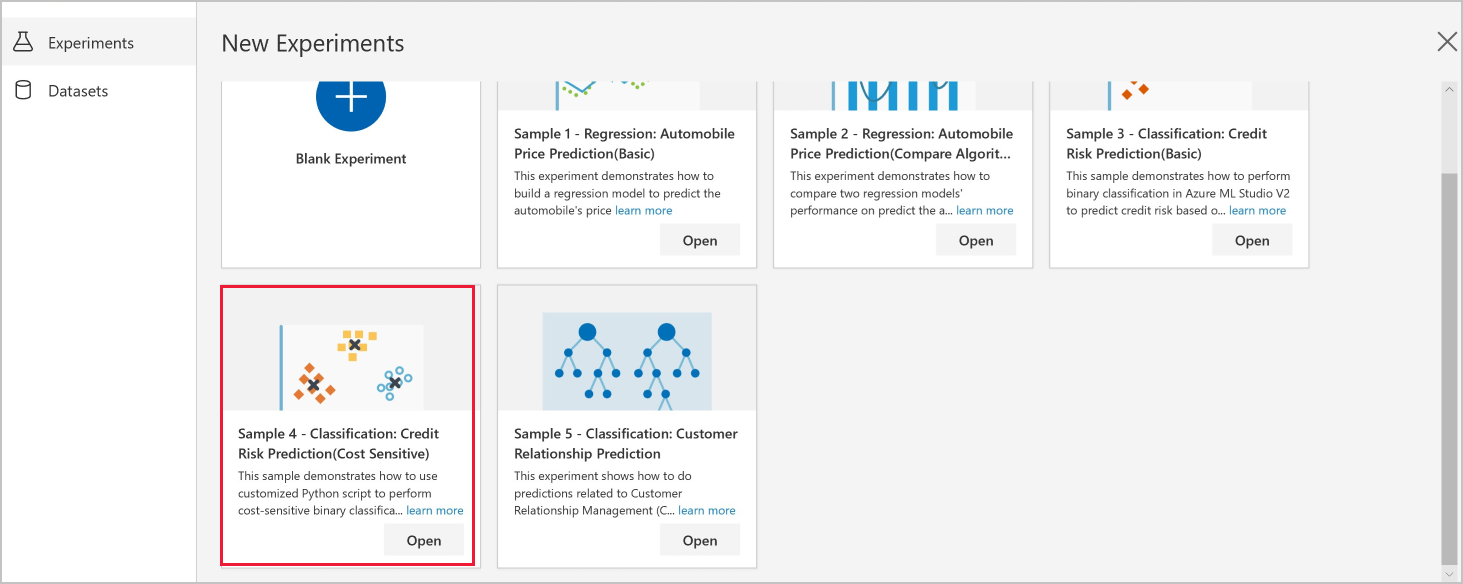 Experiments
Datasets
New Experiments
Blank Experiment
Sample 1 - Regression: Automobile
Price Prediction(Basic)
This experiment demonstrates how to
build a regression model to predict the
automobile's price learn more
Open
Sample 2 - Regression: Automobile
Price Prediction(Compare Algorit...
This experiment demonstrates how to
compare two regression models'
performance on predict the a... learn more
Open
Sample 3 - Classification: Credit
Risk Prediction(Basic)
This sample demonstrates how to perform
binary classification in Azure ML Studio V2
to predict credit risk based o... learn more
Open
Sample 4 - Classification: Credit
Risk Prediction(Cost Sensitive)
This sample demonstrates how to use
customized Python script to perform
cost-sensitive binary classifica... learn more
Open
Sample 5 - Classification: Customer
Relationship Prediction
This experiment shows how to do
predictions related to Customer
Relationship Management (C... learn more
Open